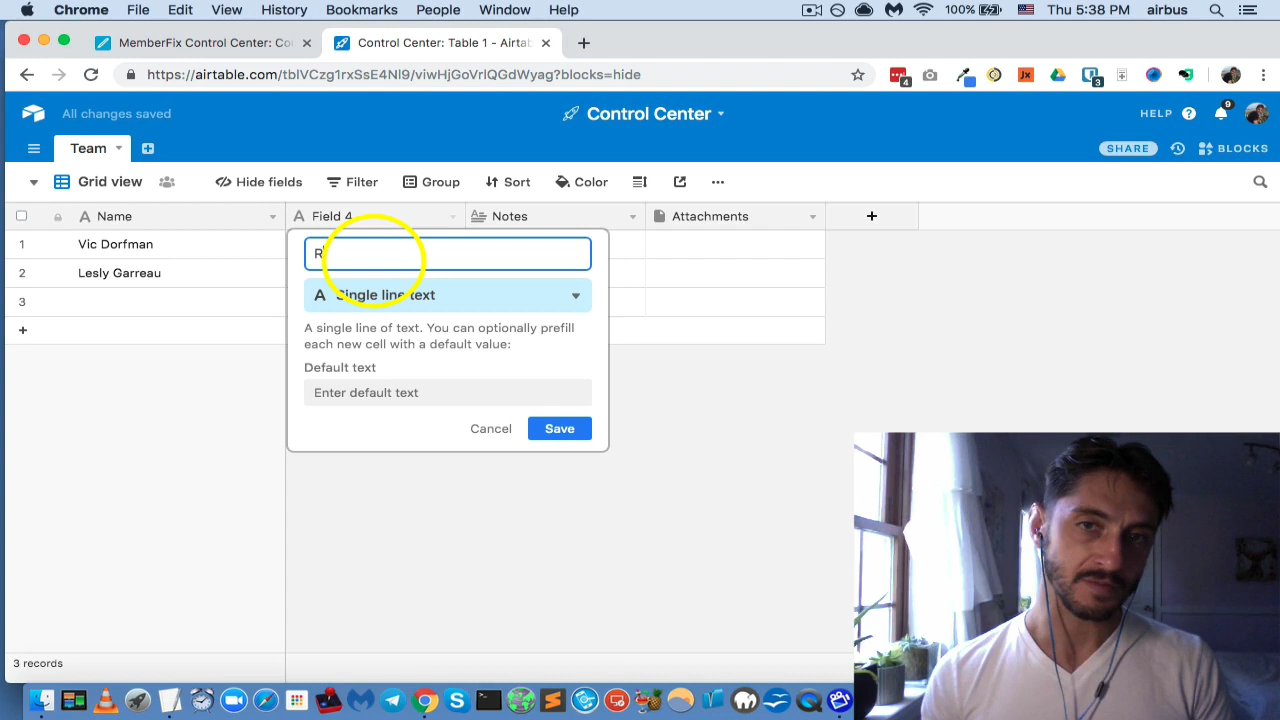 Chrome File Edit View History Bookmarks People Window Help 100% Thu 5:38 PM airbus
MemberFix Control Center: Co
Control Center: Table 1 - Airtab
https://airtable.com/tblVCzg1rxSsE4Nl9/viwHjGoVrlQGdWyag?blocks=hide
4
3
All changes saved
Control Center
HELP
9
Team
SHARE
BLOCKS
Grid view
Hide fields
Filter
Group
Sort
Color
Name
Field 4
Notes
Attachments
1 Vic Dorfman
2 Lesly Garreau
3
R
Single line text
A single line of text. You can optionally prefill
each new cell with a default value:
Default text
Enter default text
Cancel
Save
3 records